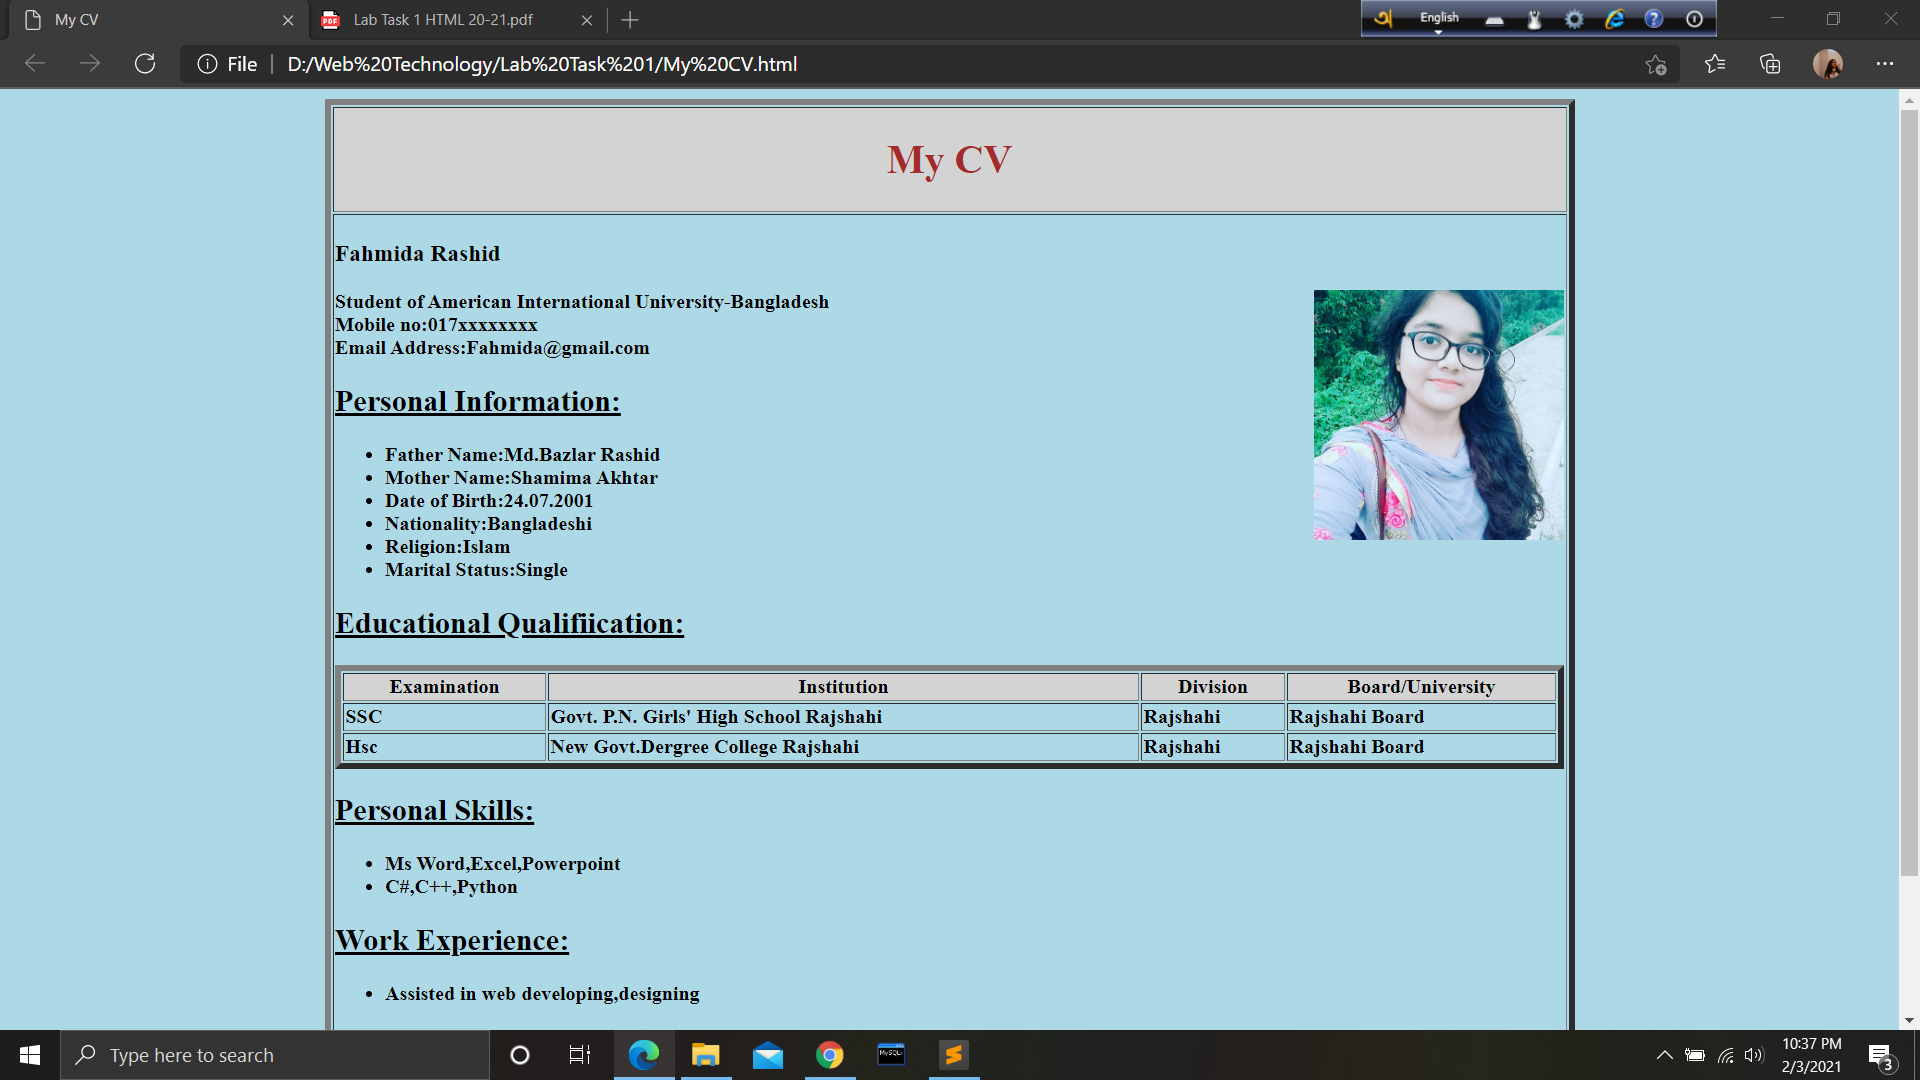 My CV
Lab Task 1 HTML 20-21.pdf
English
File
D:/Web%20Technology/Lab%20Task%201/My%20CV.html
My CV
Fahmida Rashid
Student of American International University-Bangladesh
Mobile no:017xxxxxxxx
Email Address:Fahmida@gmail.com
Personal Information:
Father Name:Md.Bazlar Rashid
Mother Name:Shamima Akhtar
Date of Birth:24.07.2001
Nationality:Bangladeshi
Religion:Islam
Marital Status:Single
Educational Qualifiication:
Examination Institution Division Board/University
SSC Govt. P.N. Girls' High School Rajshahi Rajshahi Rajshahi Board
Hsc New Govt.Dergree College Rajshahi Rajshahi Rajshahi Board
Personal Skills:
Ms Word,Excel,Powerpoint
C#,C++,Python
Work Experience:
Assisted in web developing,designing
Type here to search
10:37 PM
2/3/2021
3